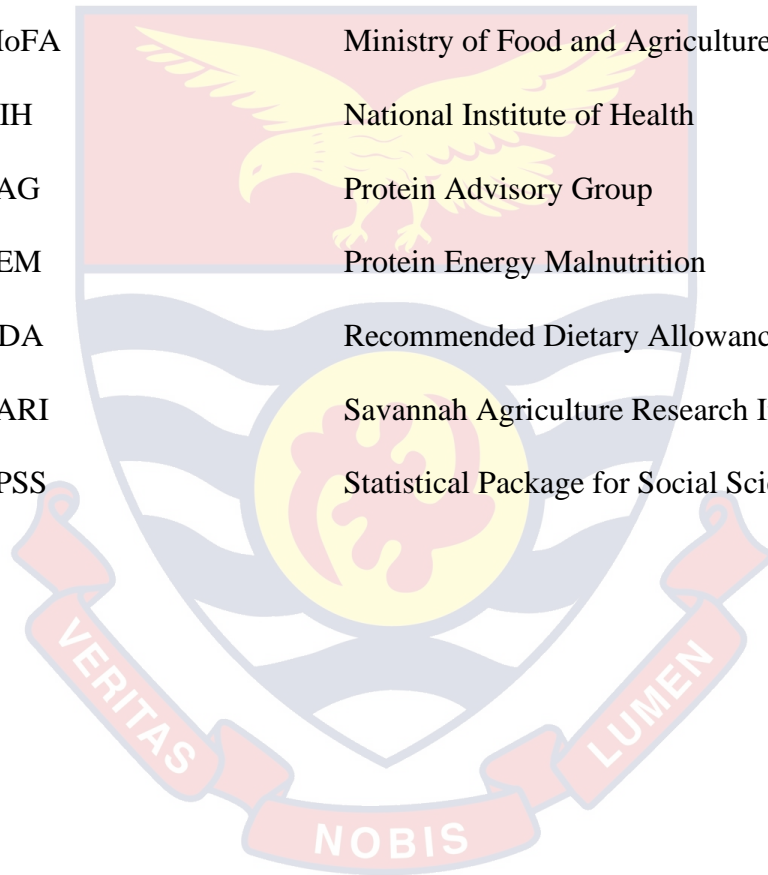 IoFA Ministry of Food and Agriculture
IH National Institute of Health
AG Protein Advisory Group
EM Protein Energy Malnutrition
DA Recommended Dietary Allowanc
ARI Savannah Agriculture Research I
PSS Statistical Package for Social Sci
VERITAS NOBIS LUMEN